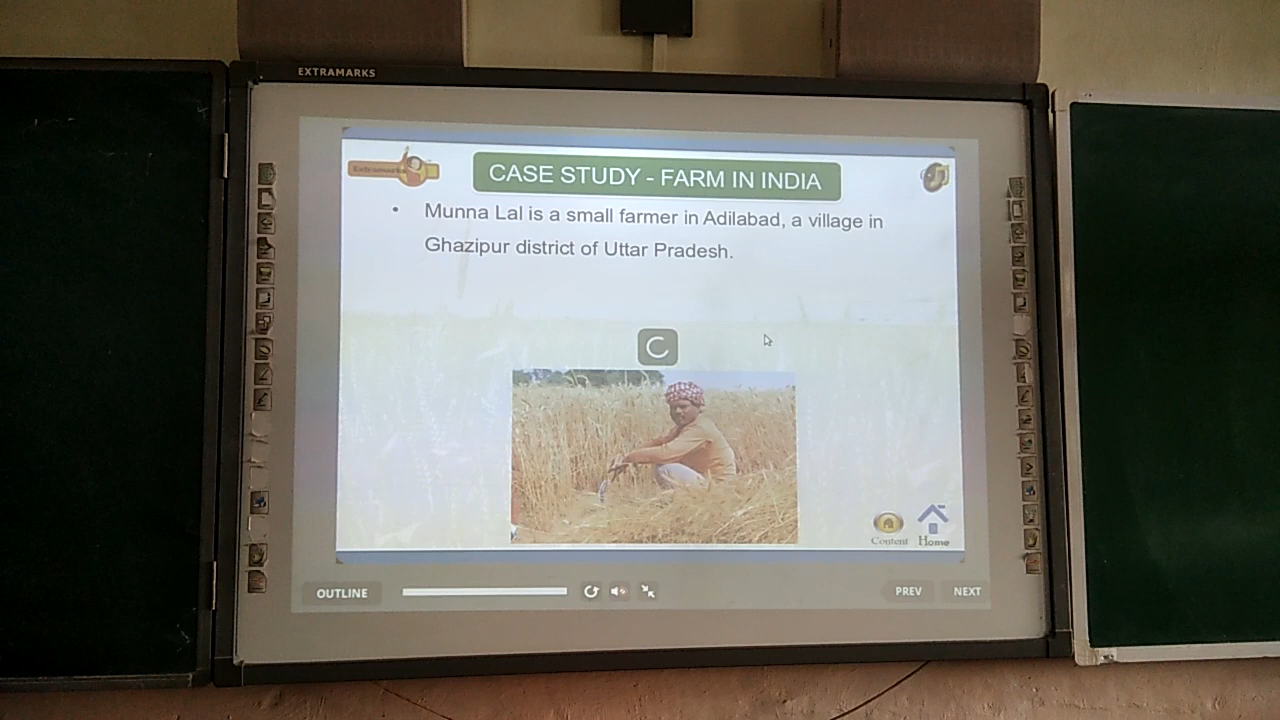 EXTRAMARKS
Extramarks
CASE STUDY - FARM IN INDIA
• Munna Lal is a small farmer in Adilabad, a village in
Ghazipur district of Uttar Pradesh.
Content Home
OUTLINE
PREV NEXT